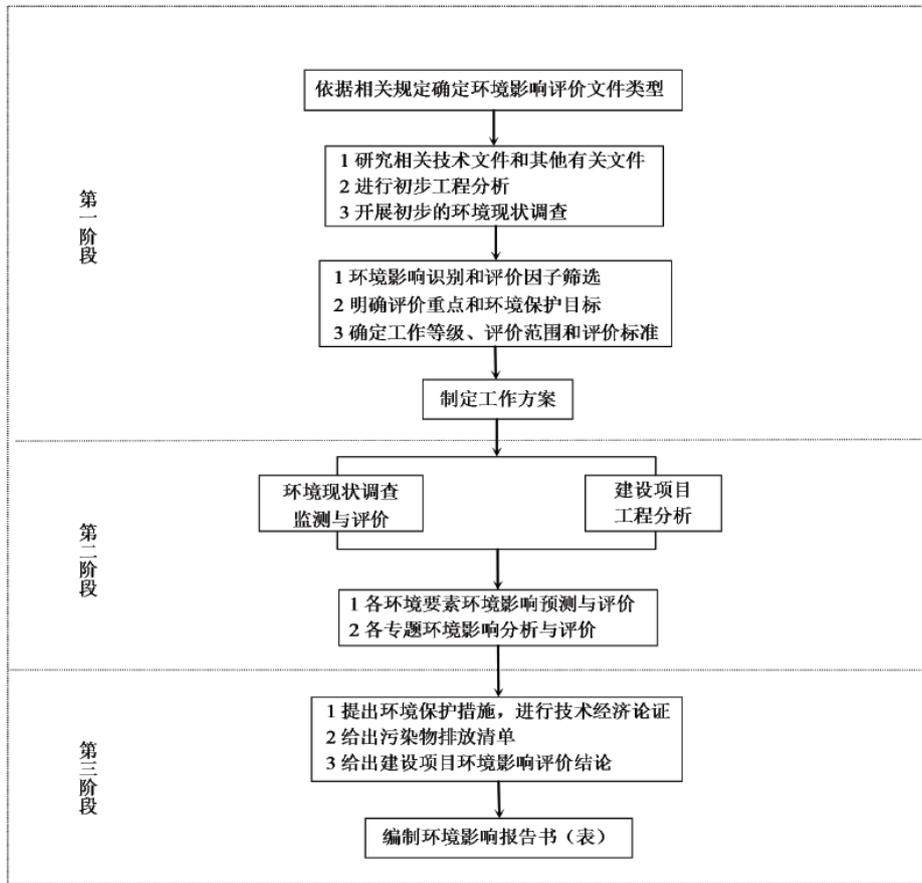 依据相关规定确定环境影响评价文件类型
1 研究相关技术文件和其他有关文件
2 进行初步工程分析
3 开展初步的环境现状调查
第一阶段
1 环境影响识别和评价因子筛选
2 明确评价重点和环境保护目标
3 确定工作等级、评价范围和评价标准
制定工作方案
环境现状调查
监测与评价
建设项目
工程分析
第二阶段
1 各环境要素环境影响预测与评价
2 各专题环境影响分析与评价
1 提出环境保护措施，进行技术经济论证
2 给出污染物排放清单
3 给出建设项目环境影响评价结论
第三阶段
编制环境影响报告书（表）